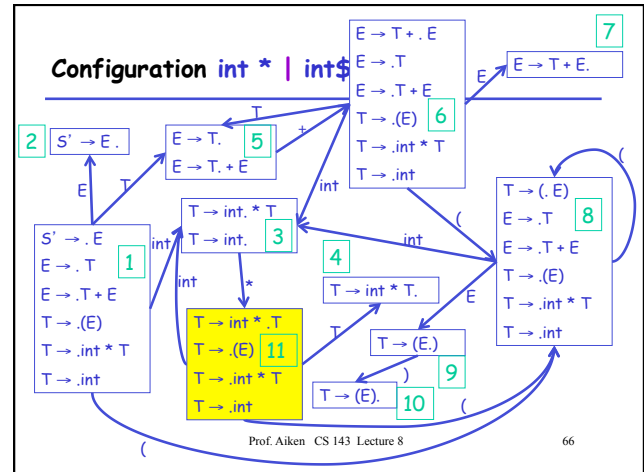 Configuration int * | int$
E → T + . E
E → .T
E → .T + E
T → .(E)
T → .int * T
T → .int
6
7
E → T + E.
E
2
S' → E .
E → T.
E → T. + E
5
T
+
E
T
int
(
(
S' → . E
E → . T
E → .T + E
T → .(E)
T → .int * T
T → .int
1
int
T → int. * T
T → int.
3
int
*
int
T → (. E)
E → .T
E → .T + E
T → .(E)
T → .int * T
T → .int
8
4
T → int * T.
T
E
T → int * .T
T → .(E)
T → .int * T
T → .int
11
T → (E.)
9
)
T → (E).
10
(
(
Prof. Aiken CS 143 Lecture 8
66